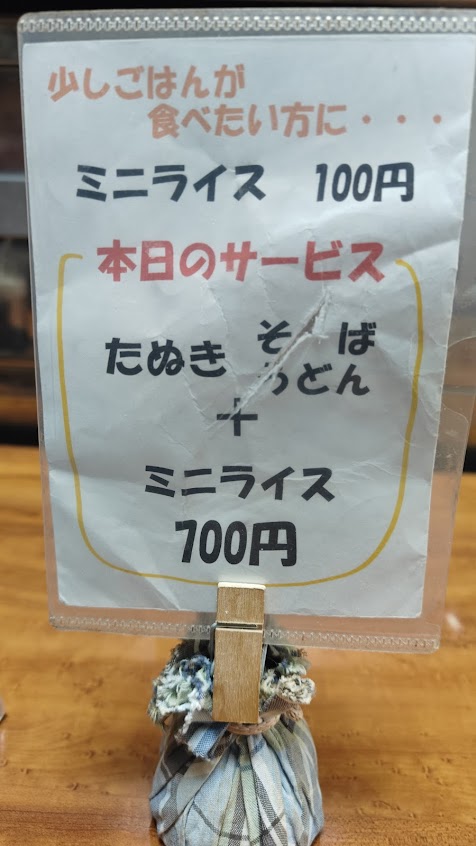 少しごはんが
食べたい方に・・・
ミニライス 100円
本日のサービス
たぬき そば
うどん
+
ミニライス
700円